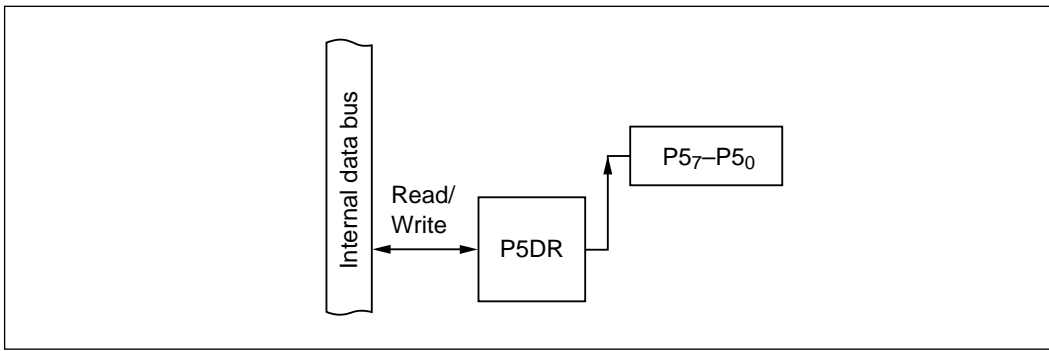 Internal data bus
Read/
Write
P5DR
P5₇–P5₀